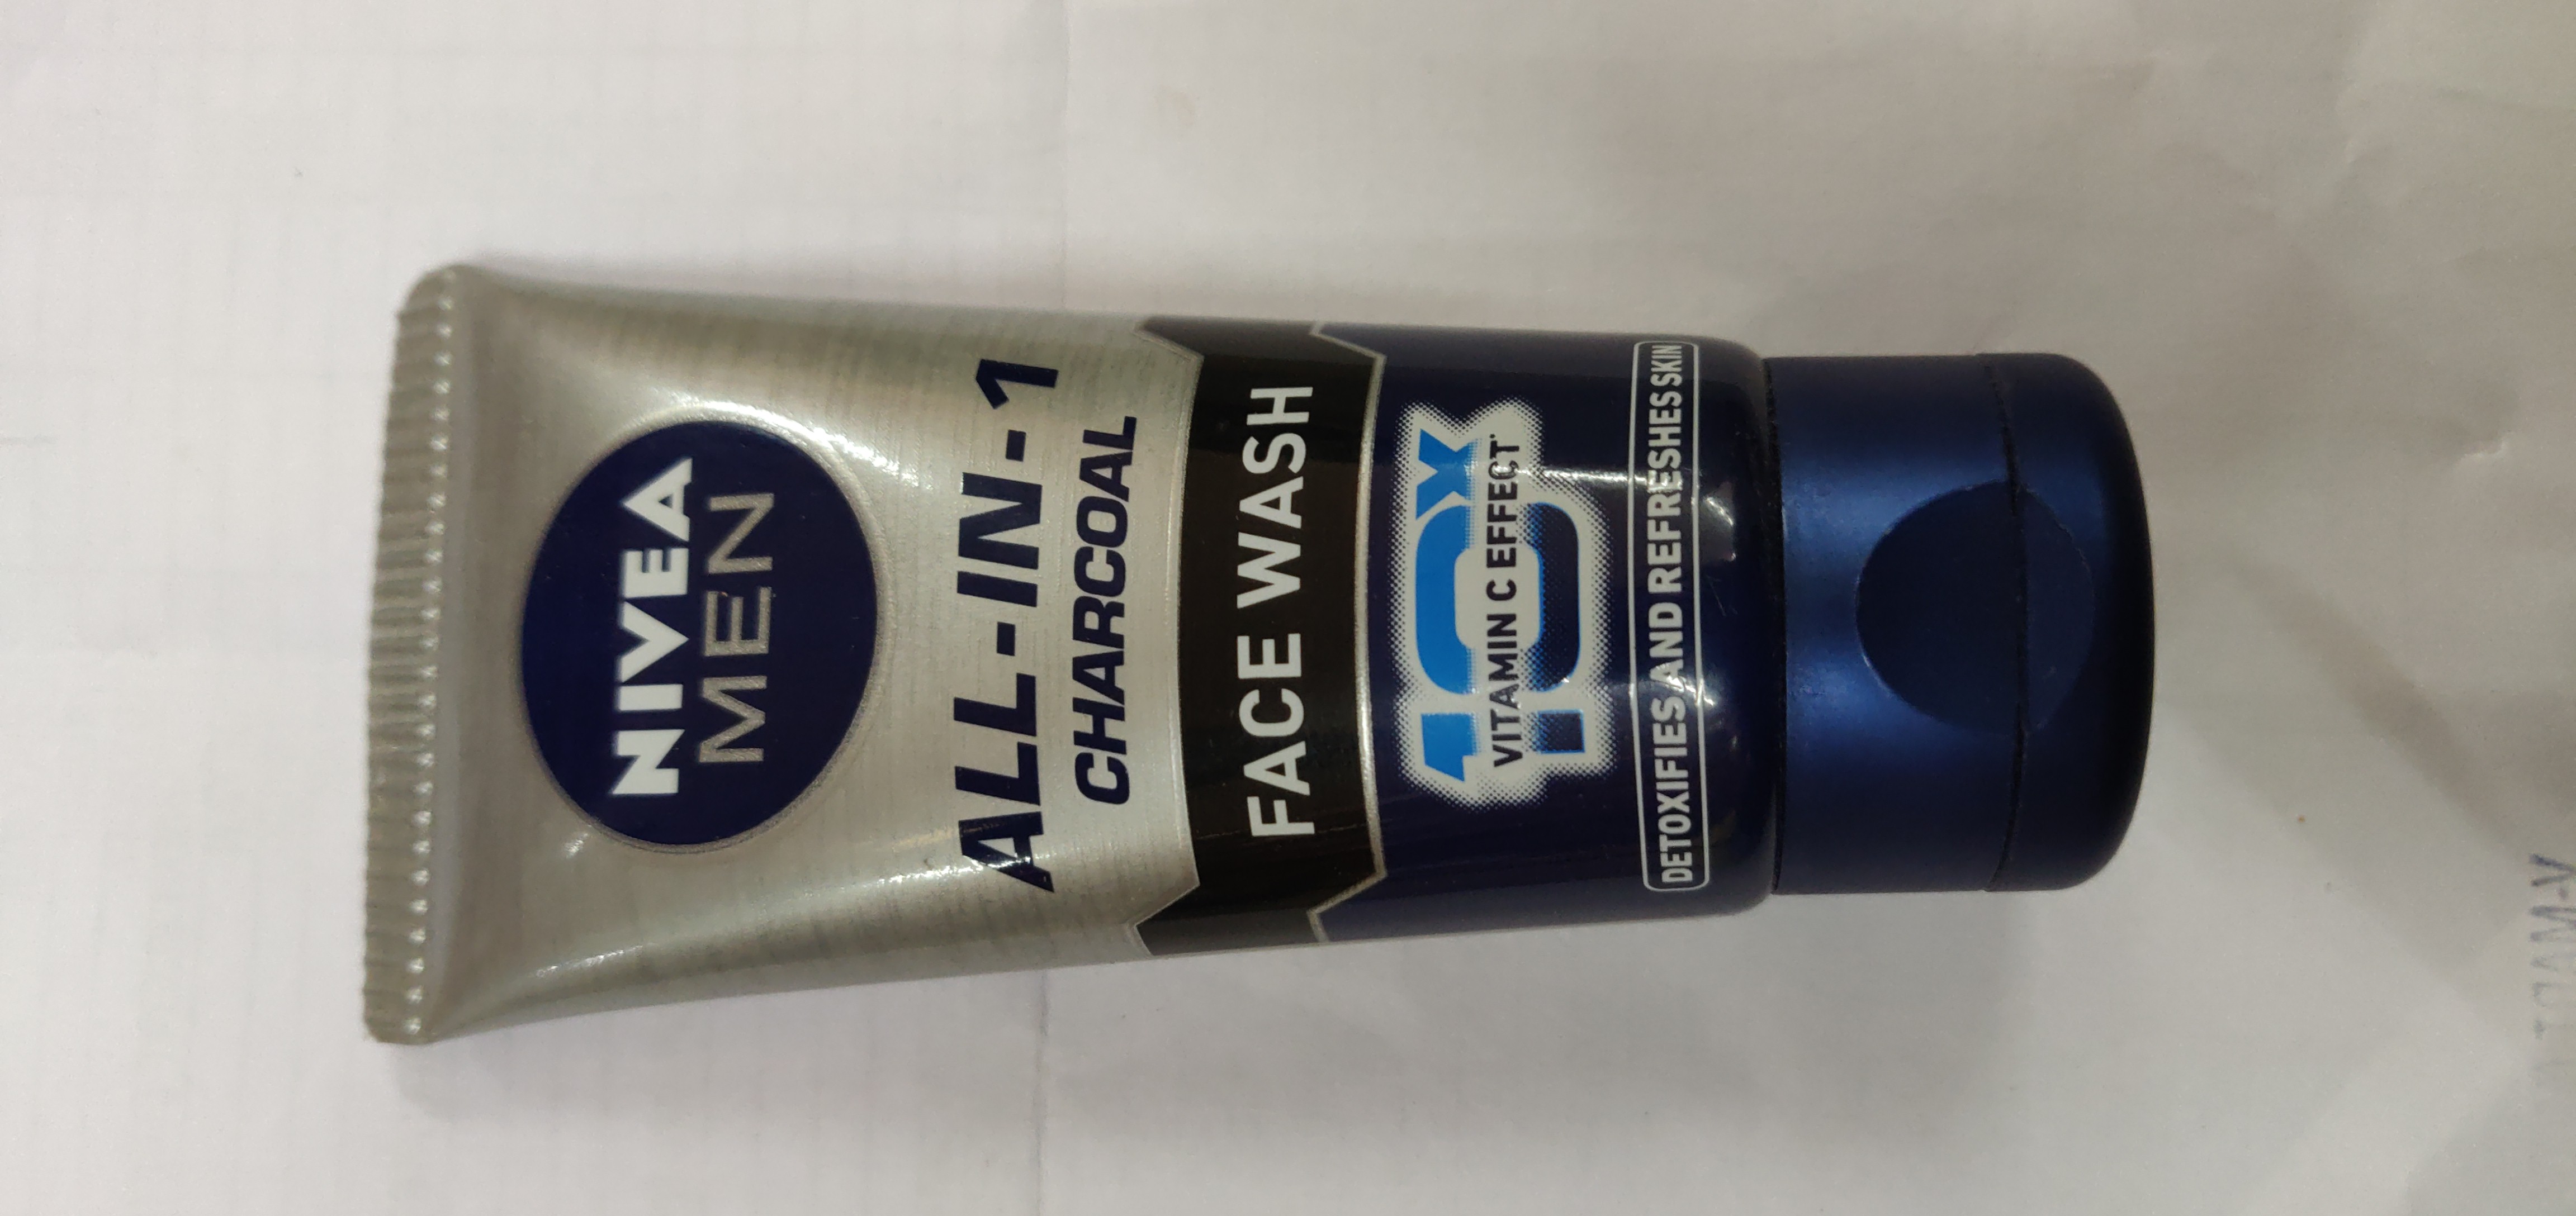 NIVEA
MEN
ALL-IN-1
CHARCOAL
FACE WASH
10X
VITAMIN C EFFECT*
DETOXIFIES AND REFRESHES SKIN